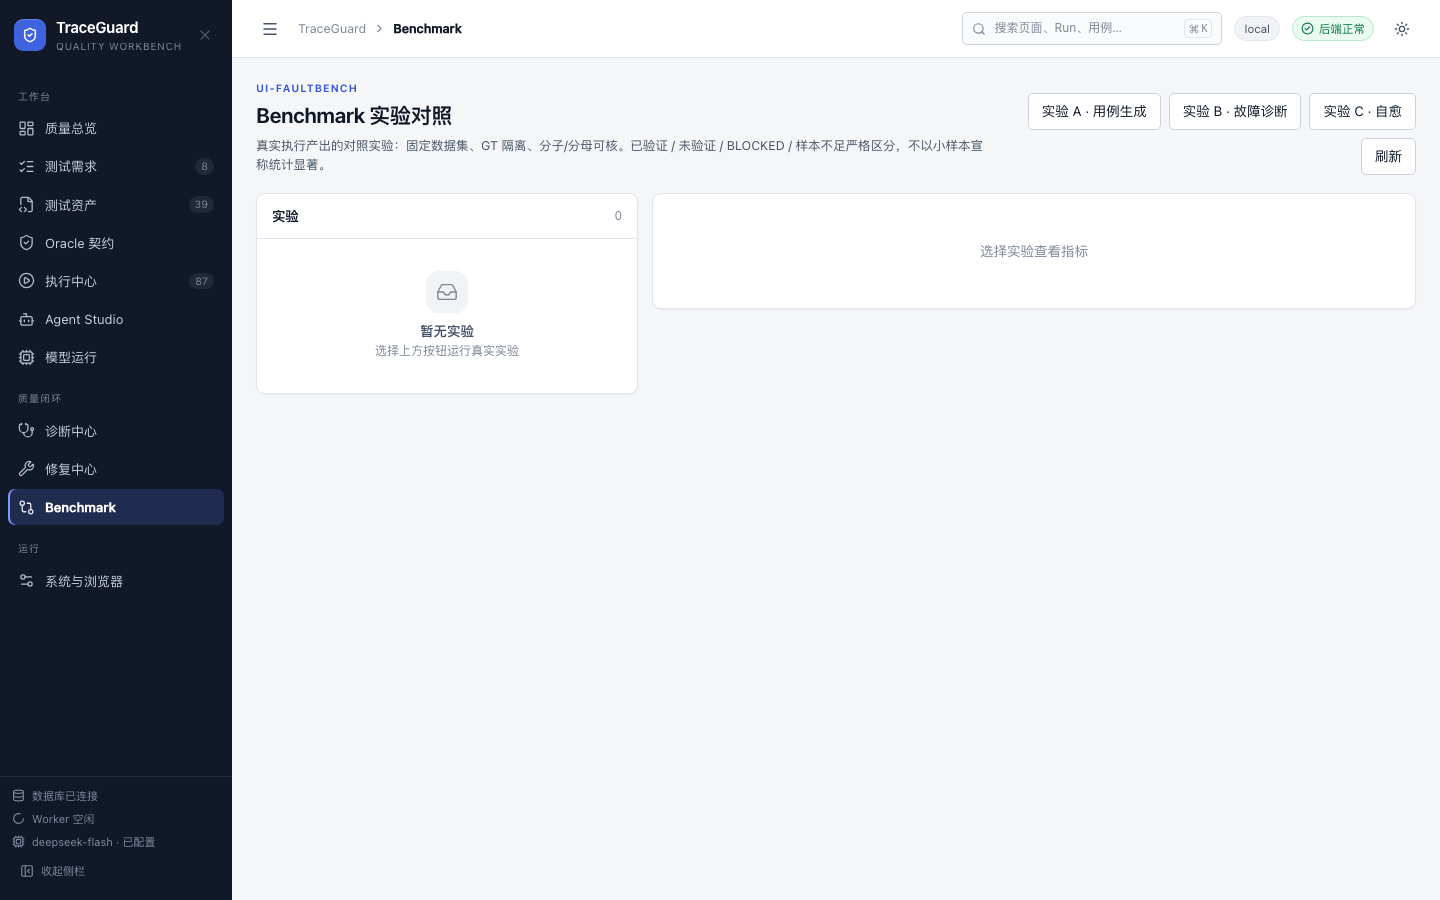 TraceGuard
QUALITY WORKBENCH
工作台
质量总览
测试需求 8
测试资产 39
Oracle 契约
执行中心 87
Agent Studio
模型运行
质量闭环
诊断中心
修复中心
Benchmark
运行
系统与浏览器
数据库已连接
Worker 空闲
deepseek-flash · 已配置
收起侧栏
TraceGuard > Benchmark
搜索页面、Run、用例... ⌘ K
local
后端正常
UI-FAULTBENCH
Benchmark 实验对照
真实执行产出的对照实验：固定数据集、GT 隔离、分子/分母可核。已验证 / 未验证 / BLOCKED / 样本不足严格区分，不以小样本宣
称统计显著。
实验 A · 用例生成
实验 B · 故障诊断
实验 C · 自愈
刷新
实验 0
暂无实验
选择上方按钮运行真实实验
选择实验查看指标